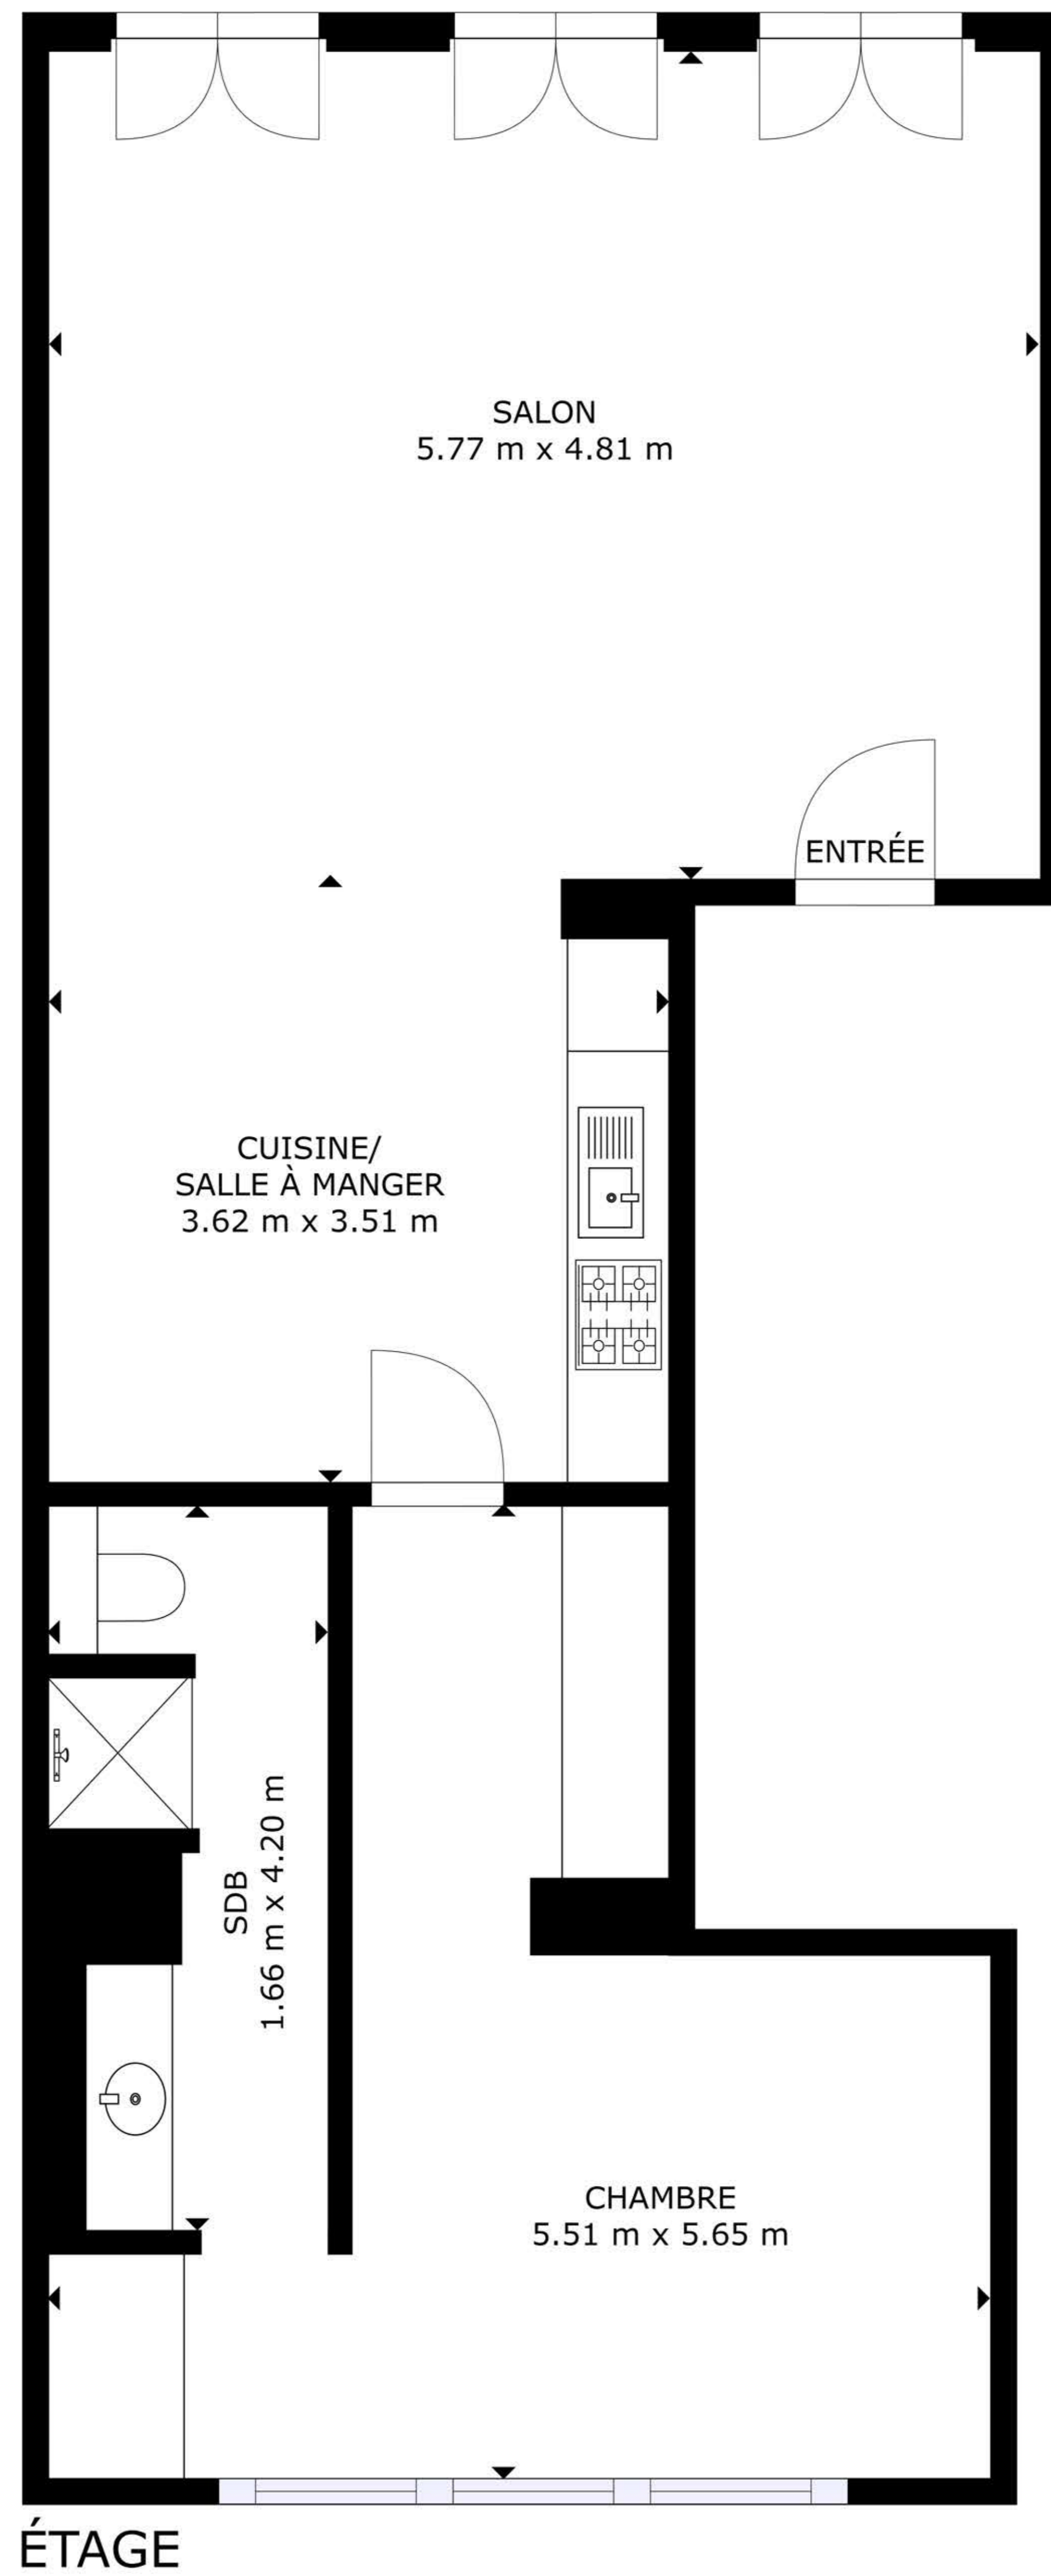 SALON
5.77 m x 4.81 m
ENTRÉE
CUISINE/
SALLE À MANGER
3.62 m x 3.51 m
SDB
1.66 m x 4.20 m
CHAMBRE
5.51 m x 5.65 m
ÉTAGE